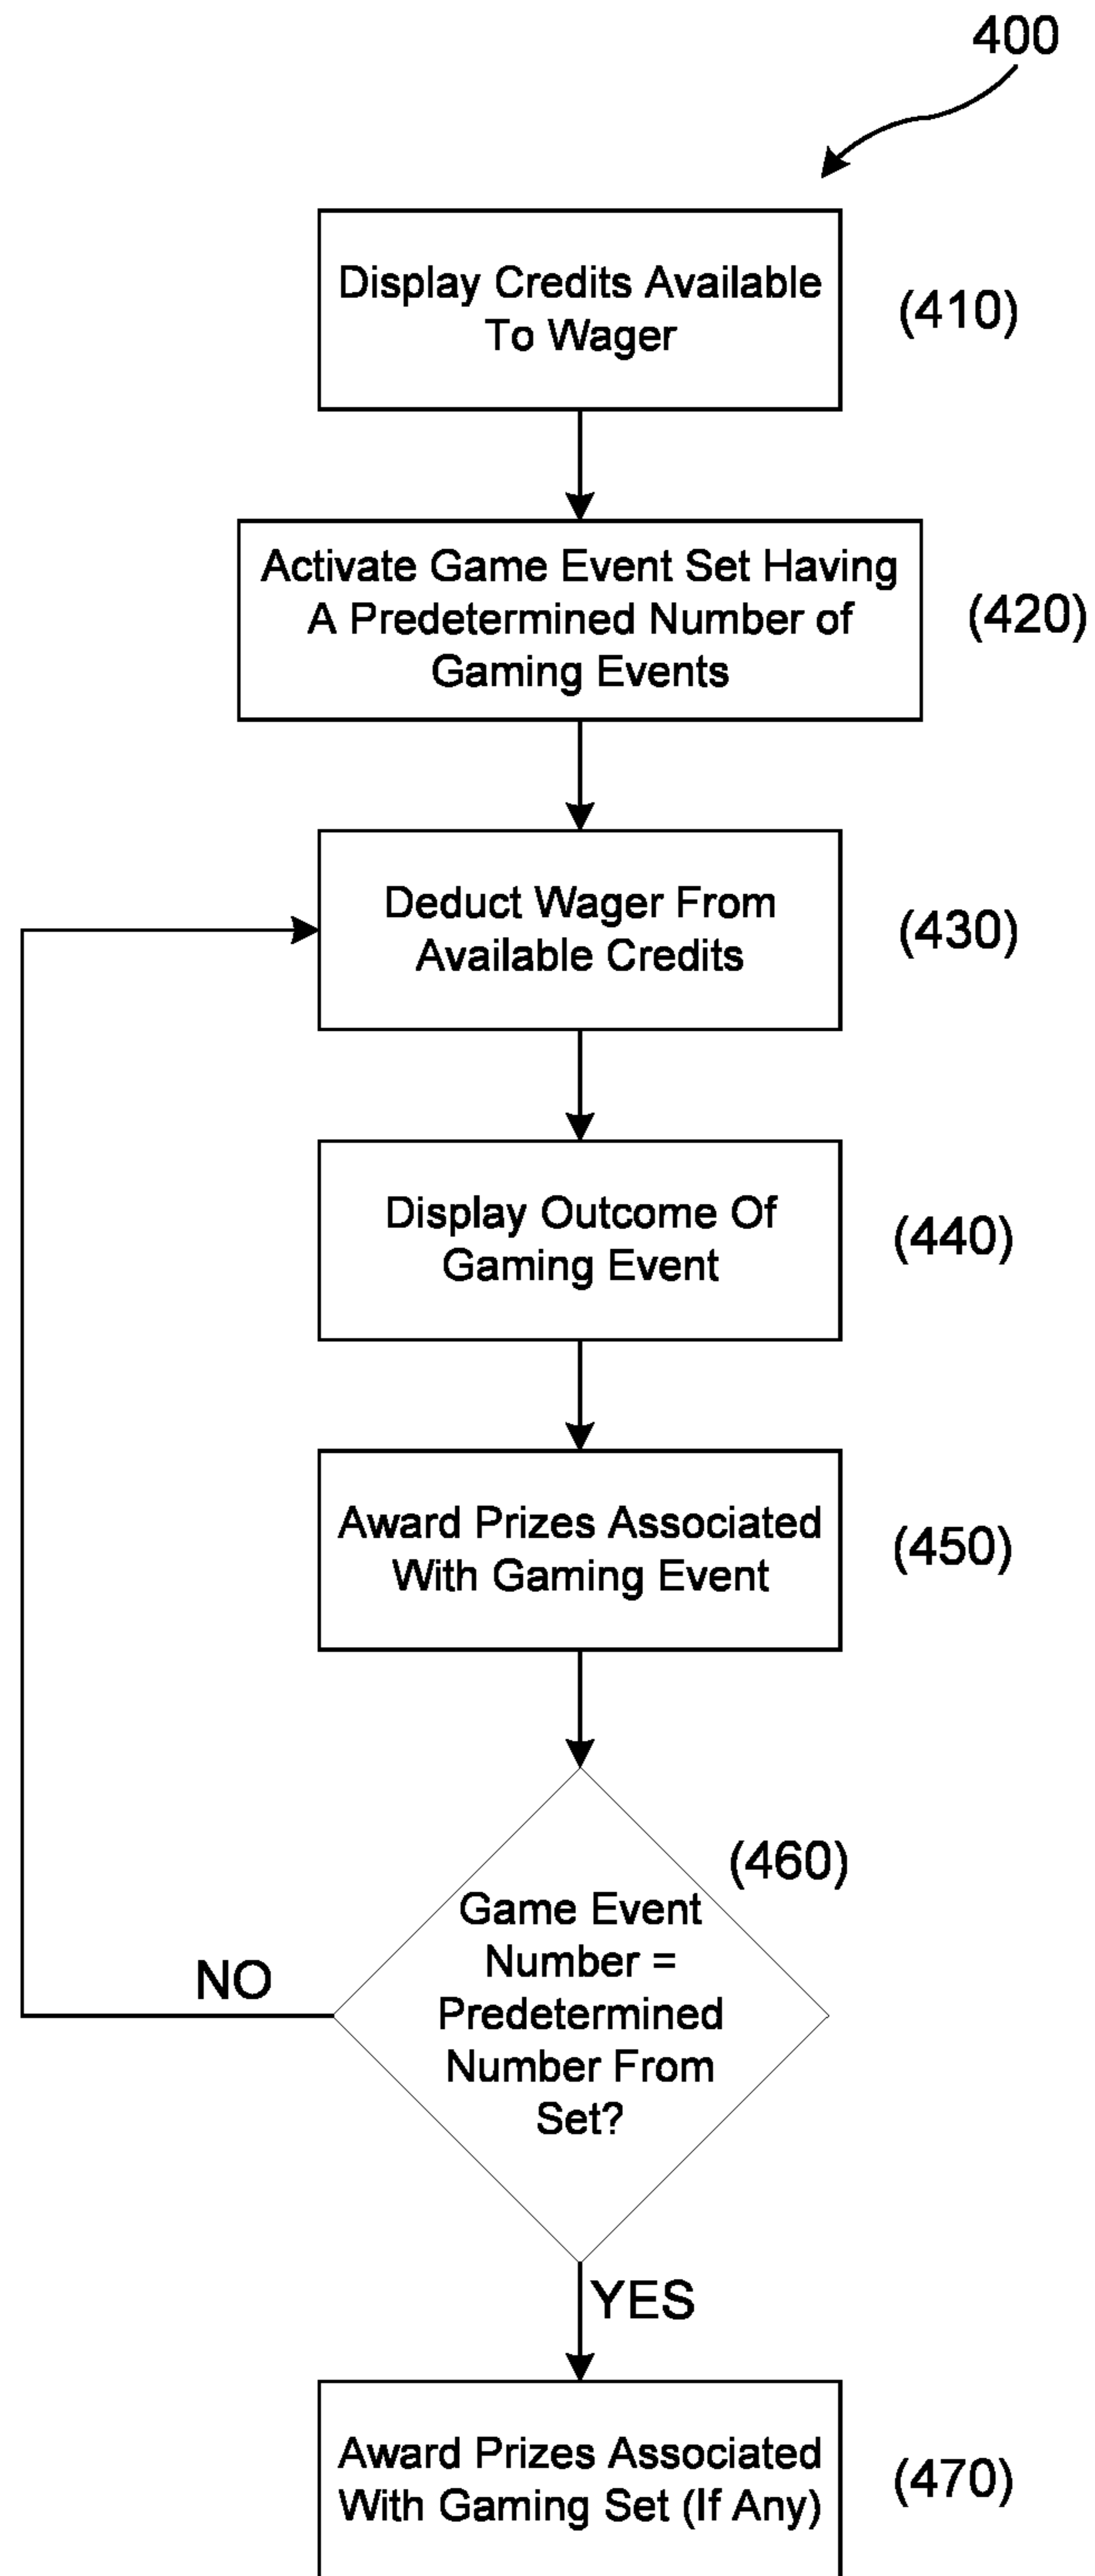 400
Display Credits Available
To Wager
(410)
Activate Game Event Set Having
A Predetermined Number of
Gaming Events
(420)
Deduct Wager From
Available Credits
(430)
Display Outcome Of
Gaming Event
(440)
Award Prizes Associated
With Gaming Event
(450)
(460)
Game Event
Number =
Predetermined
Number From
Set?
NO
YES
Award Prizes Associated
With Gaming Set (If Any)
(470)